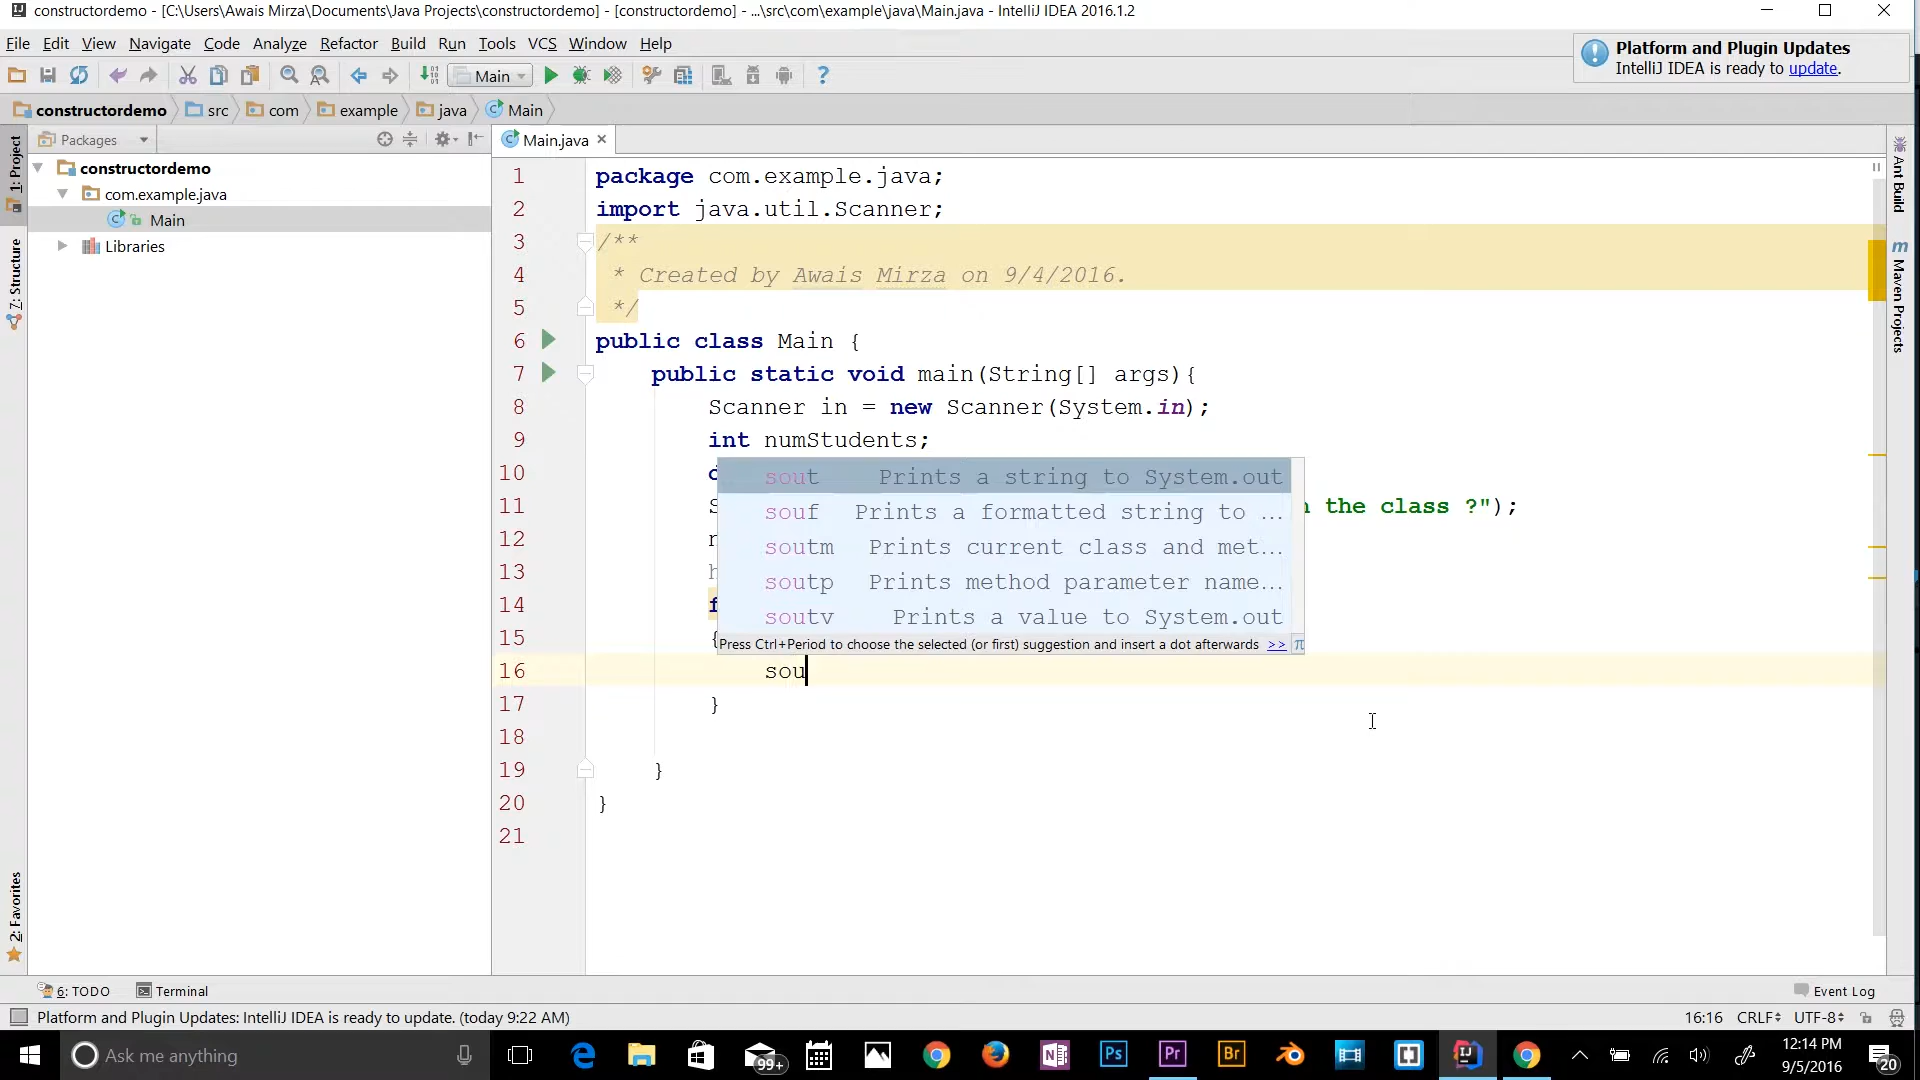 constructordemo - [C:\Users\Awais Mirza\Documents\Java Projects\constructordemo] - [constructordemo] - ...\src\com\example\java\Main.java - IntelliJ IDEA 2016.1.2
File Edit View Navigate Code Analyze Refactor Build Run Tools VCS Window Help
Platform and Plugin Updates
IntelliJ IDEA is ready to update.
Main
constructordemo src com example java Main
Packages
Main.java
1: Project
7: Structure
2: Favorites
constructordemo
com.example.java
Main
Libraries
1 package com.example.java;
2 import java.util.Scanner;
3 /**
4 * Created by Awais Mirza on 9/4/2016.
5 */
6 public class Main {
7 public static void main(String[] args){
8 Scanner in = new Scanner(System.in);
9 int numStudents;
10
11 the class ?");
12
13
14
15 {
16 sou
17 }
18
19 }
20 }
21
sout Prints a string to System.out
souf Prints a formatted string to ...
soutm Prints current class and met...
soutp Prints method parameter name...
soutv Prints a value to System.out
Press Ctrl+Period to choose the selected (or first) suggestion and insert a dot afterwards >> π
Ant Build
m Maven Projects
6: TODO Terminal Event Log
Platform and Plugin Updates: IntelliJ IDEA is ready to update. (today 9:22 AM) 16:16 CRLF UTF-8
Ask me anything
99+
Ps
Pr
Br
12:14 PM
9/5/2016
20